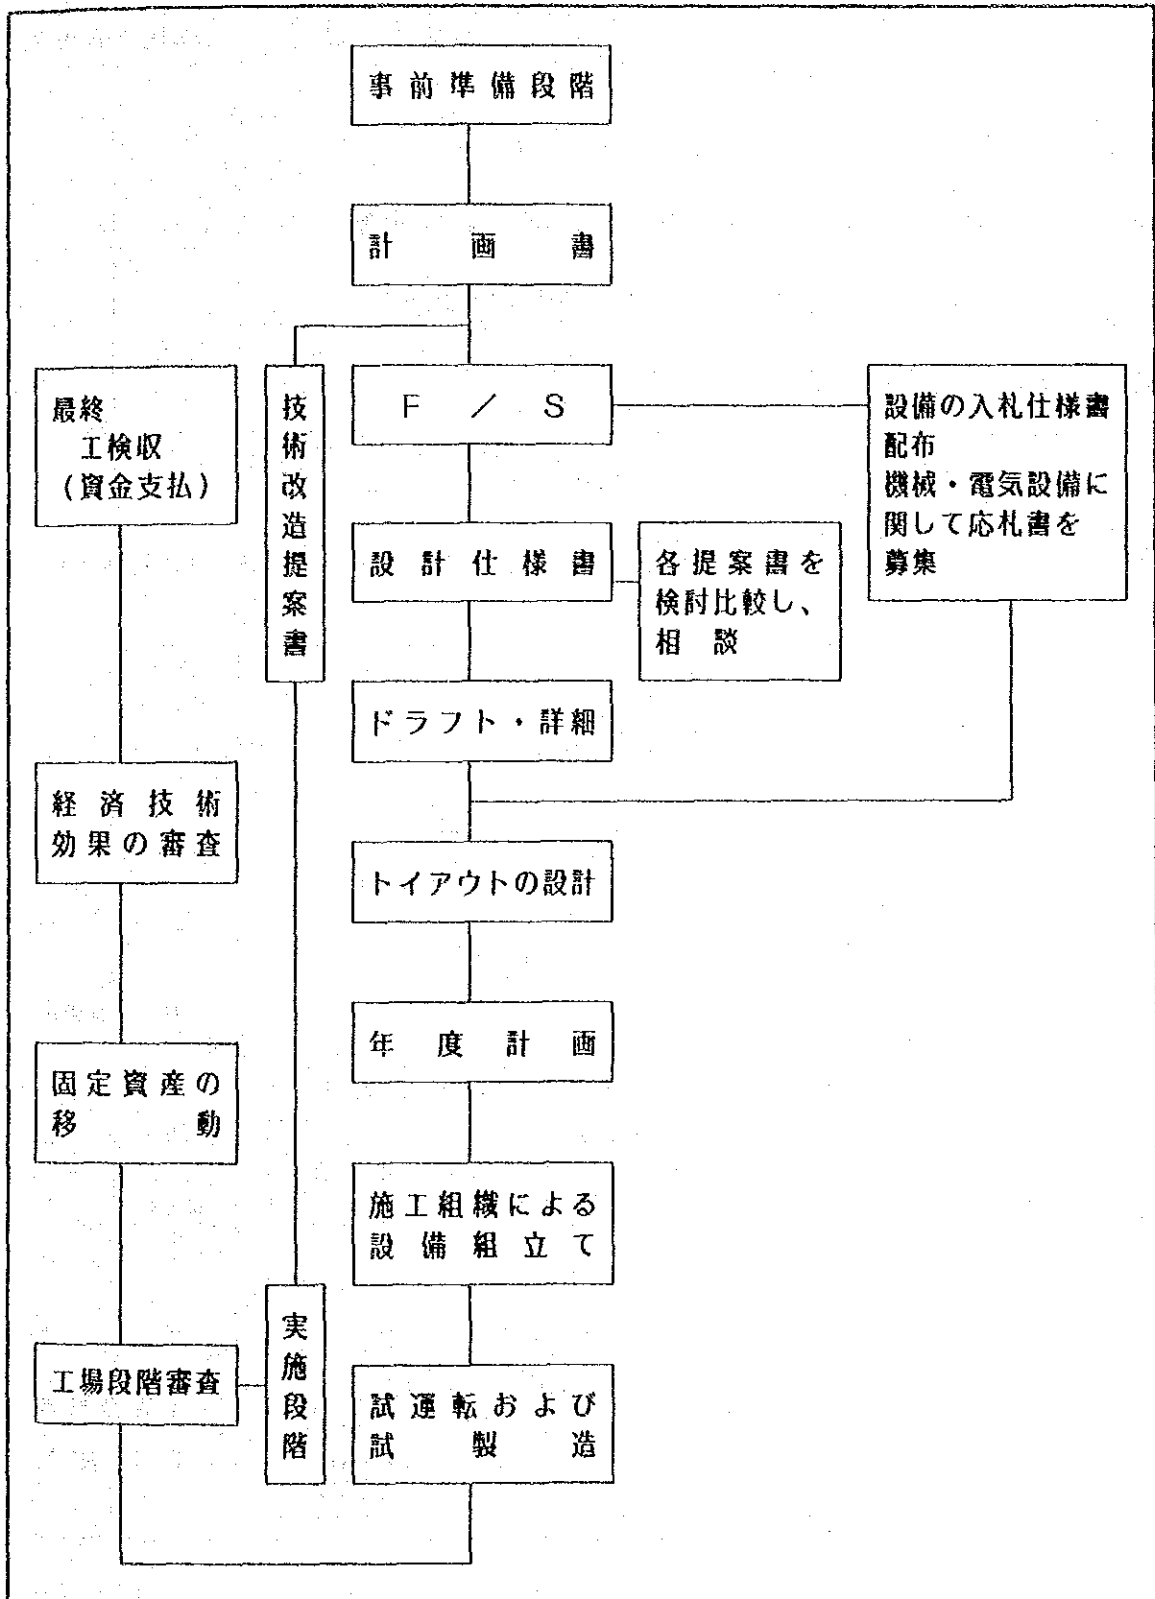 事前準備段階
計画書
最終
工検収
(資金支払)
技術改造提案書
F / S
設備の入札仕様書
配布
機械・電気設備に
関して応札書を
募集
設計仕様書
各提案書を
検討比較し、
相談
ドラフト・詳細
経済技術
効果の審査
トイアウトの設計
年度計画
固定資産の
移動
施工組織による
設備組立て
工場段階審査
実施段階
試運転および
試製造